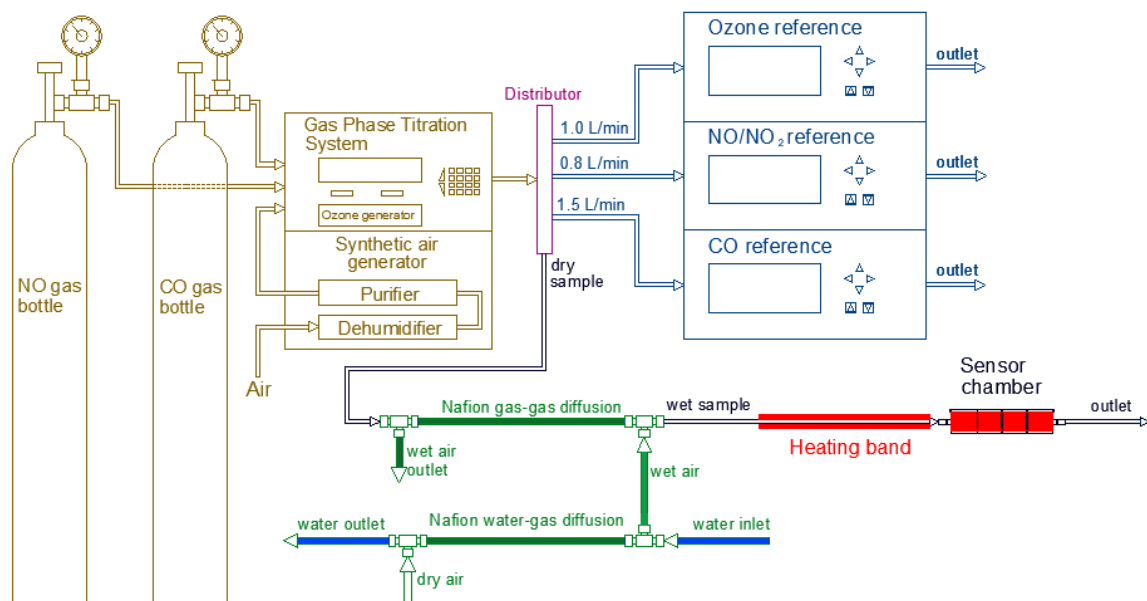 NO gas
bottle
CO gas
bottle
Gas Phase Titration
System
Ozone generator
Synthetic air
generator
Purifier
Dehumidifier
Air
Distributor
1.0 L/min
0.8 L/min
1.5 L/min
dry
sample
Ozone reference
outlet
NO/NO₂ reference
outlet
CO reference
outlet
Nafion gas-gas diffusion
wet sample
Heating band
Sensor
chamber
outlet
wet air
outlet
wet air
water outlet
Nafion water-gas diffusion
water inlet
dry air